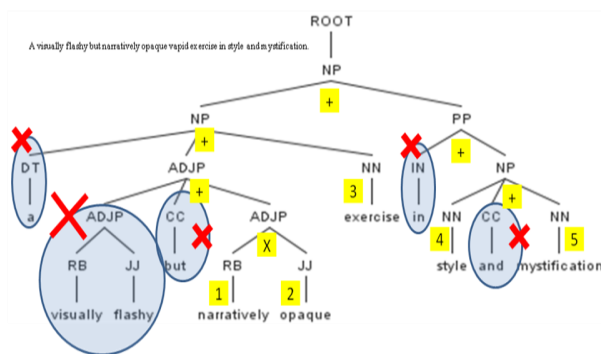 ROOT
A visually flashy but narratively opaque vapid exercise in style and mystification.
NP
+
NP PP
+ +
DT ADJP NN IN NP
3
a + exercise in +
ADJP CC ADJP NN CC NN
4 5
X
RB JJ but RB JJ style and mystification
1 2
visually flashy narratively opaque